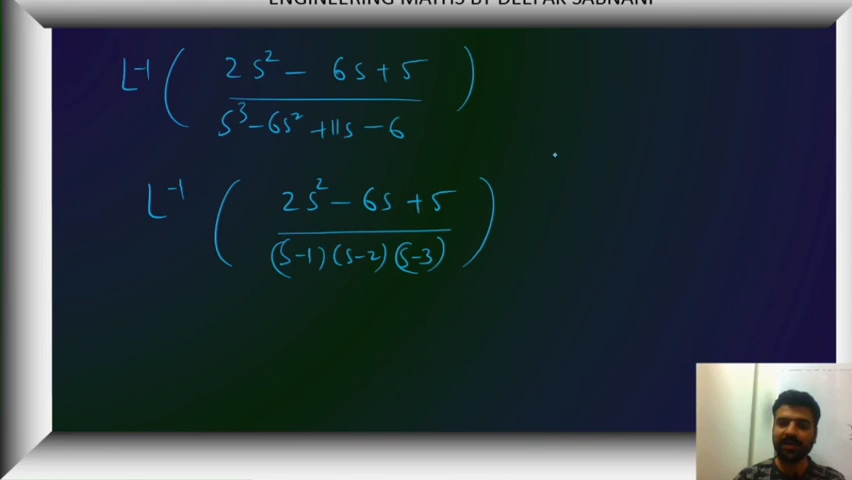 ENGINEERING MATHS BY DEEPAK SABNANI
L⁻¹ ( (2s² - 6s + 5) / (s³ - 6s² + 11s - 6) )
L⁻¹ ( (2s² - 6s + 5) / ((s-1)(s-2)(s-3)) )